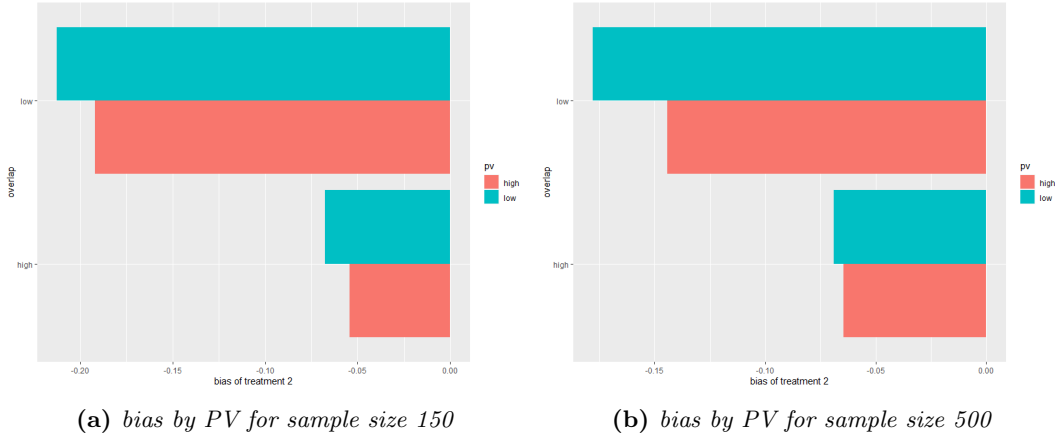 low
high
overlap
-0.20
-0.15
-0.10
-0.05
0.00
bias of treatment 2
pv
high
low
(a) bias by PV for sample size 150
low
high
overlap
-0.15
-0.10
-0.05
0.00
bias of treatment 2
pv
high
low
(b) bias by PV for sample size 500